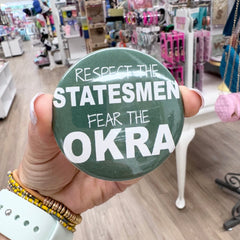 RESPECT THE
STATESMEN
FEAR THE
OKRA